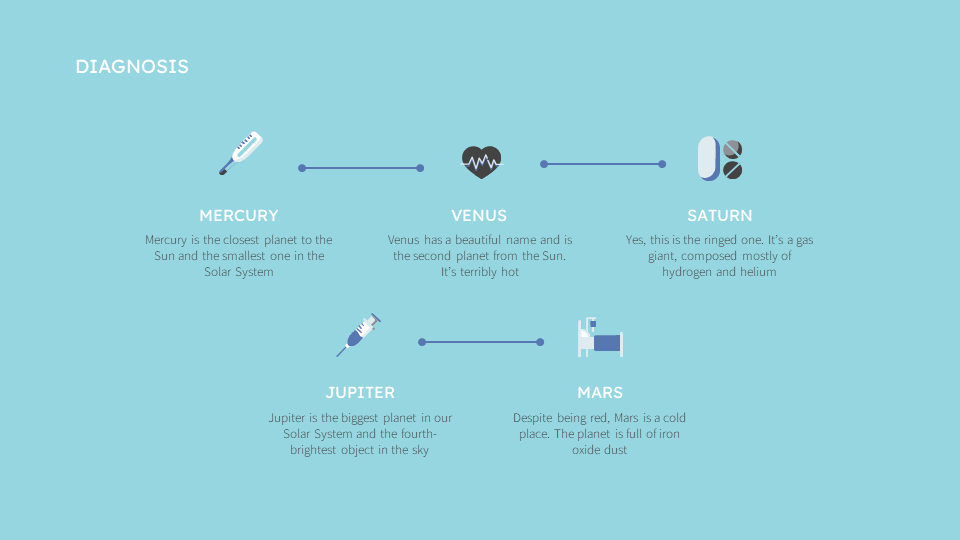 DIAGNOSIS
MERCURY
Mercury is the closest planet to the
Sun and the smallest one in the
Solar System
VENUS
Venus has a beautiful name and is
the second planet from the Sun.
It's terribly hot
SATURN
Yes, this is the ringed one. It's a gas
giant, composed mostly of
hydrogen and helium
JUPITER
Jupiter is the biggest planet in our
Solar System and the fourth-
brightest object in the sky
MARS
Despite being red, Mars is a cold
place. The planet is full of iron
oxide dust